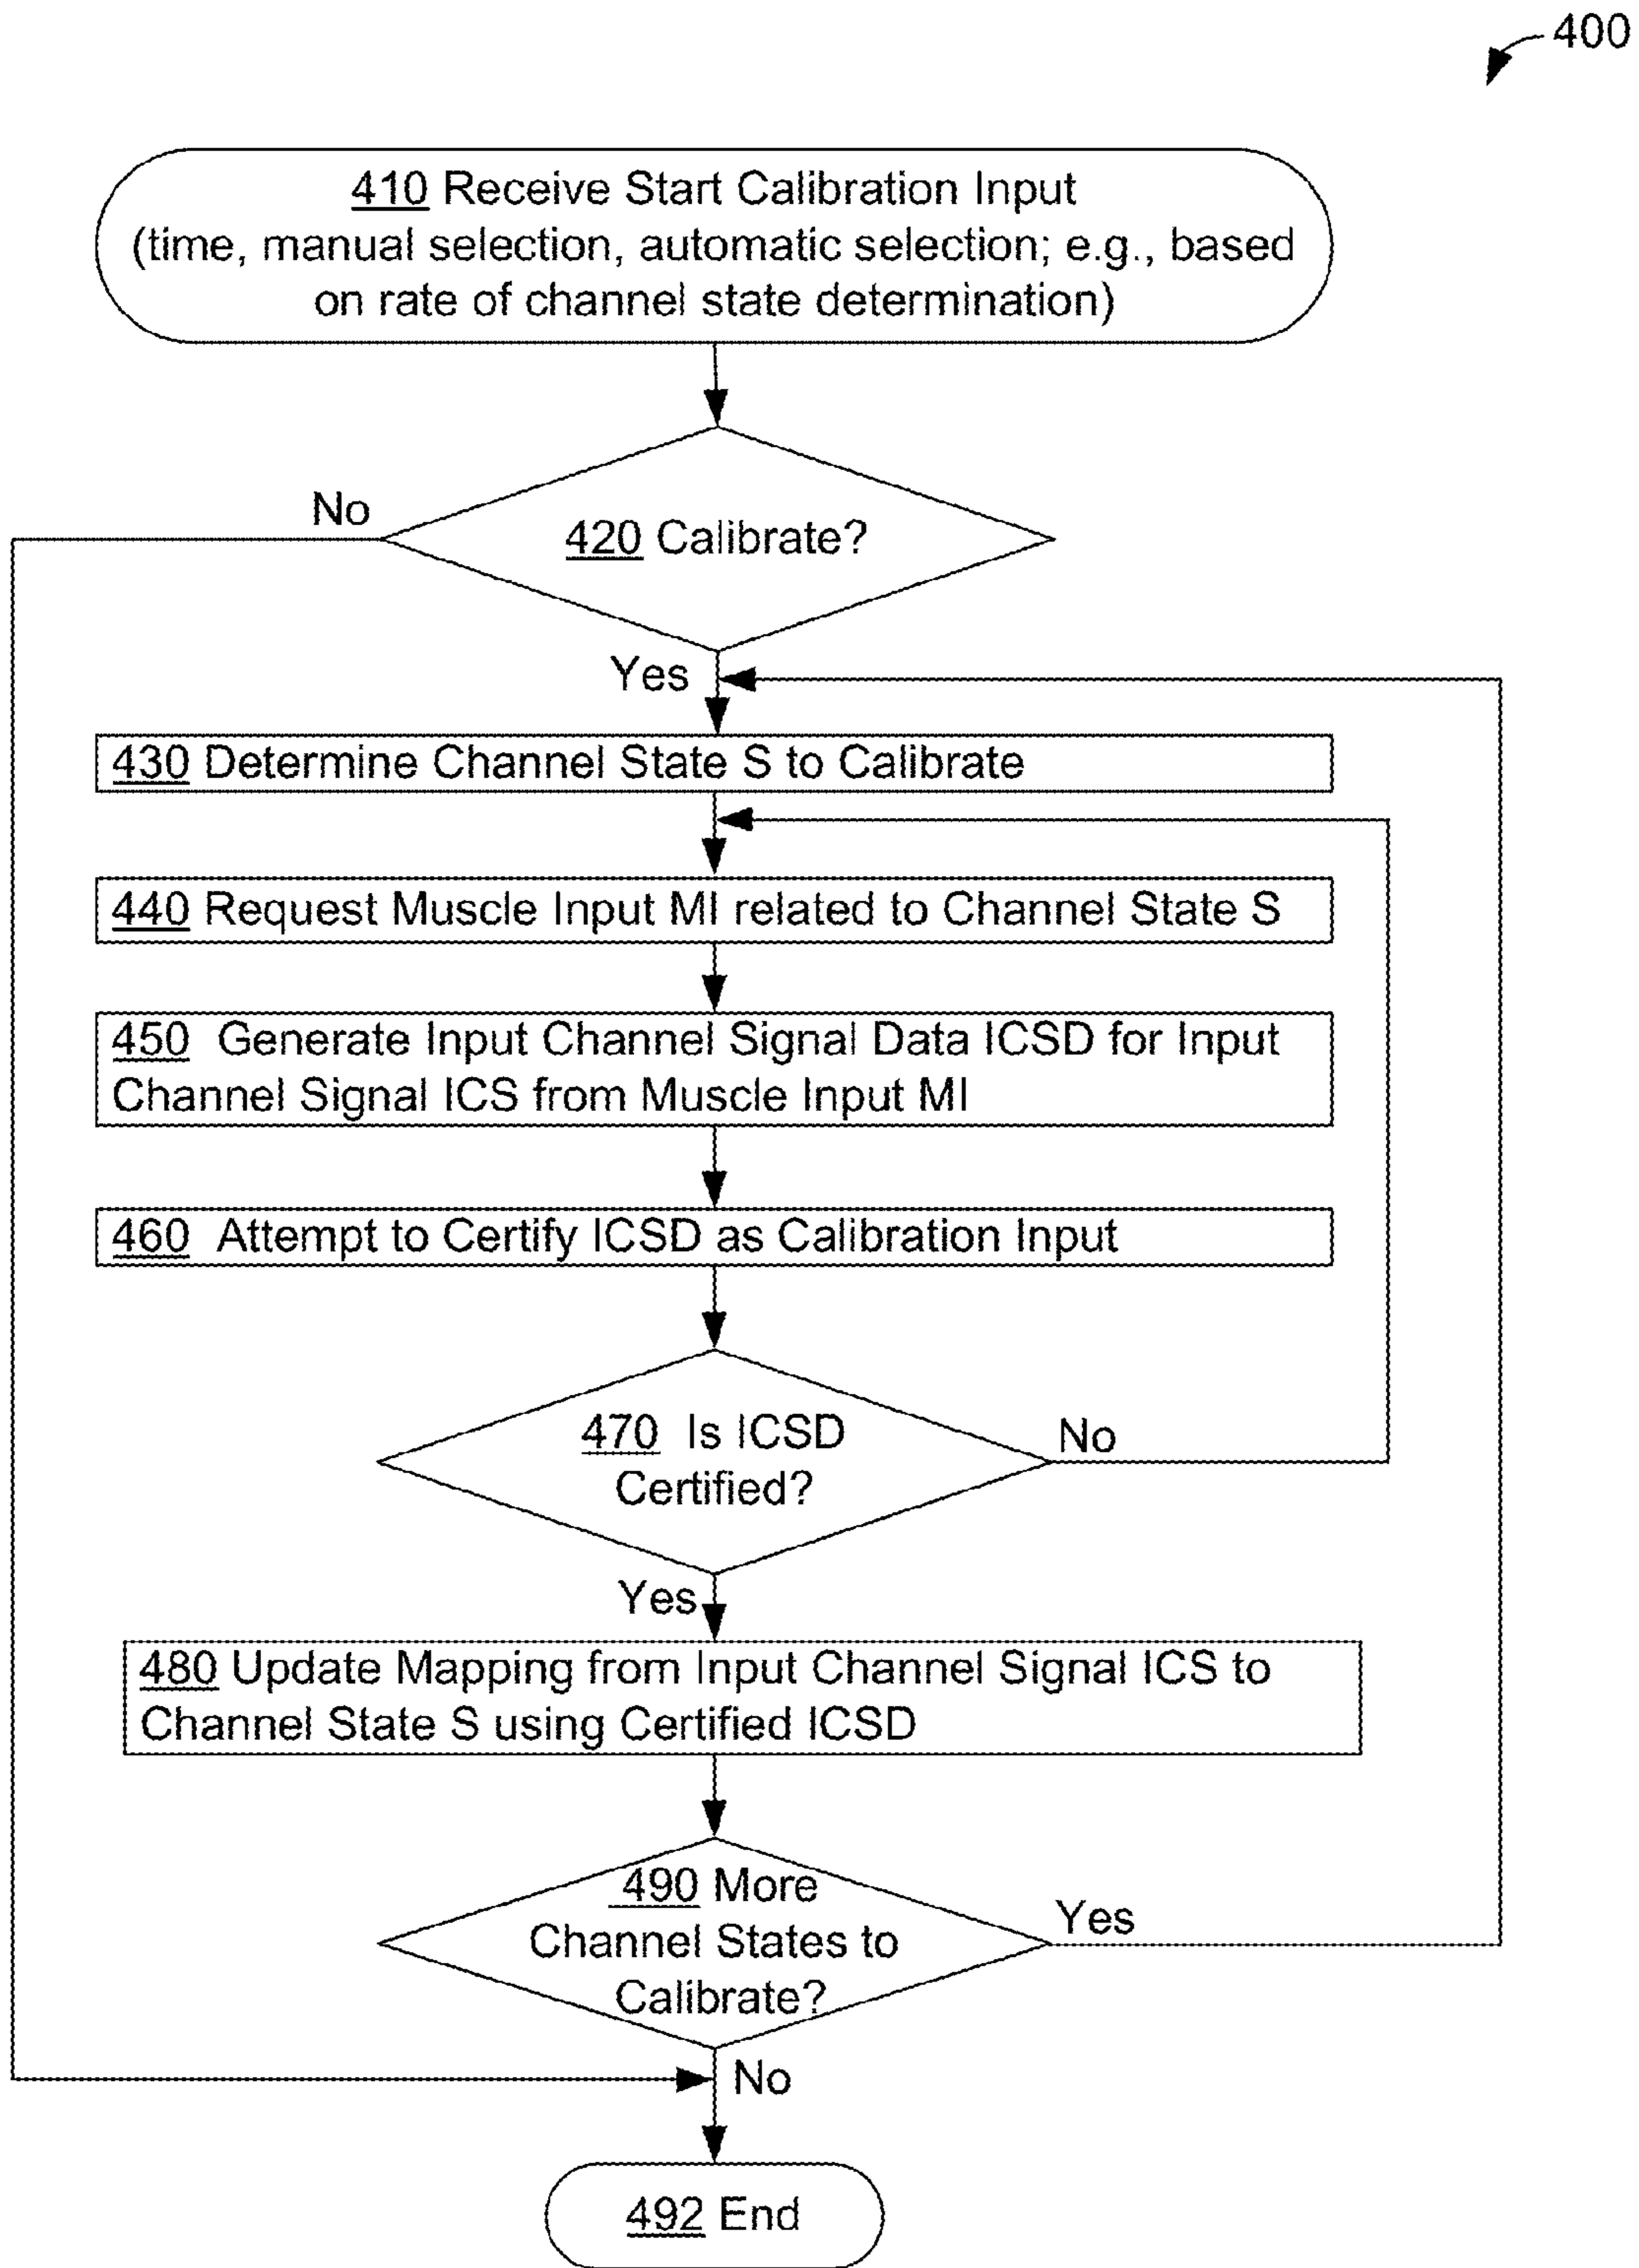 400
410 Receive Start Calibration Input
(time, manual selection, automatic selection; e.g., based
on rate of channel state determination)
No
420 Calibrate?
Yes
430 Determine Channel State S to Calibrate
440 Request Muscle Input MI related to Channel State S
450 Generate Input Channel Signal Data ICSD for Input
Channel Signal ICS from Muscle Input MI
460 Attempt to Certify ICSD as Calibration Input
470 Is ICSD
Certified?
No
Yes
480 Update Mapping from Input Channel Signal ICS to
Channel State S using Certified ICSD
490 More
Channel States to
Calibrate?
Yes
No
492 End